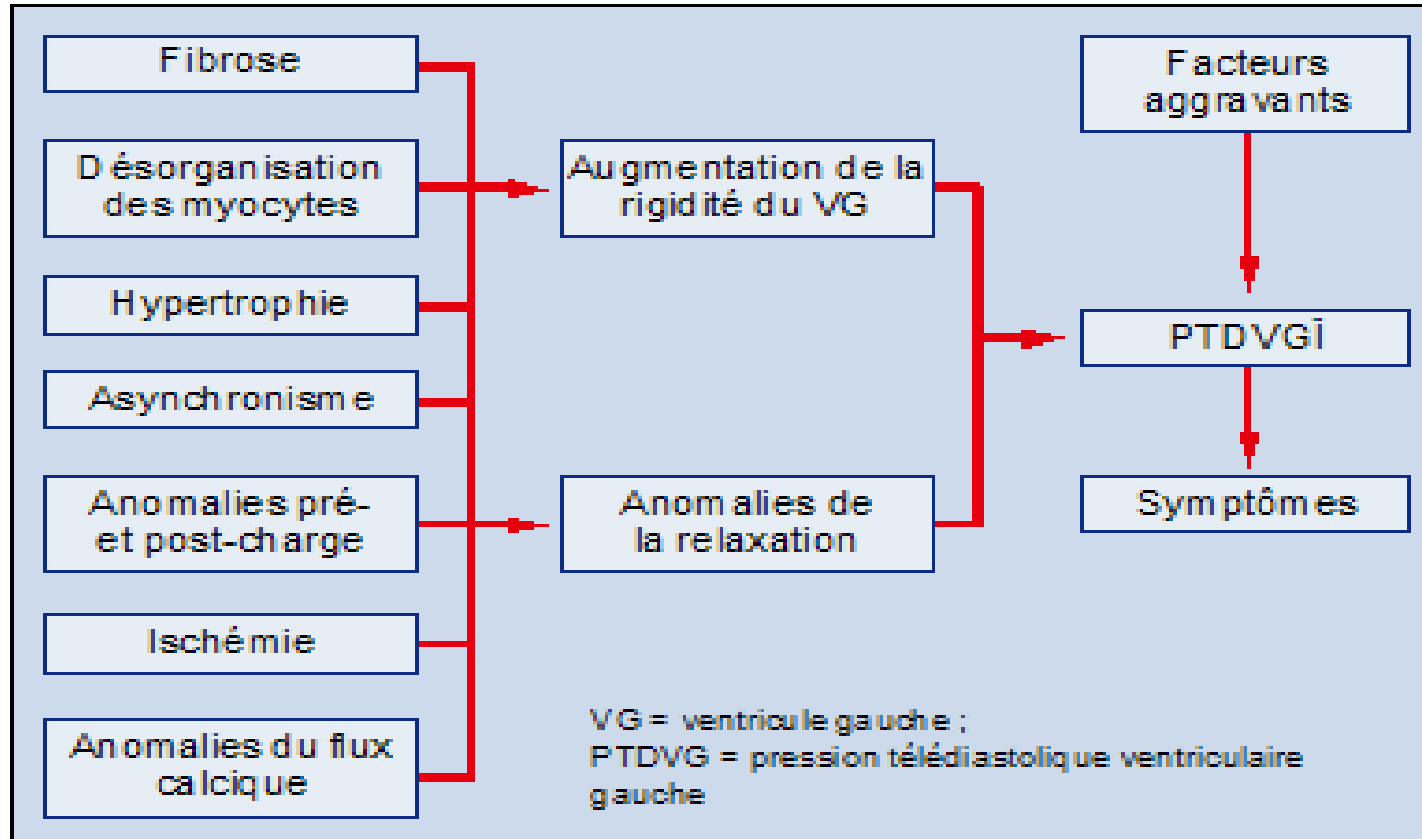 Fibrose
Désorganisation
des myocytes
Hypertrophie
Asynchronisme
Anomalies pré-
et post-charge
Ischémie
Anomalies du flux
calcique
Augmentation de la
rigidité du VG
Anomalies de
la relaxation
Facteurs
aggravants
PTDVGÏ
Symptômes
VG = ventricule gauche ;
PTDVG = pression télédiastolique ventriculaire
gauche